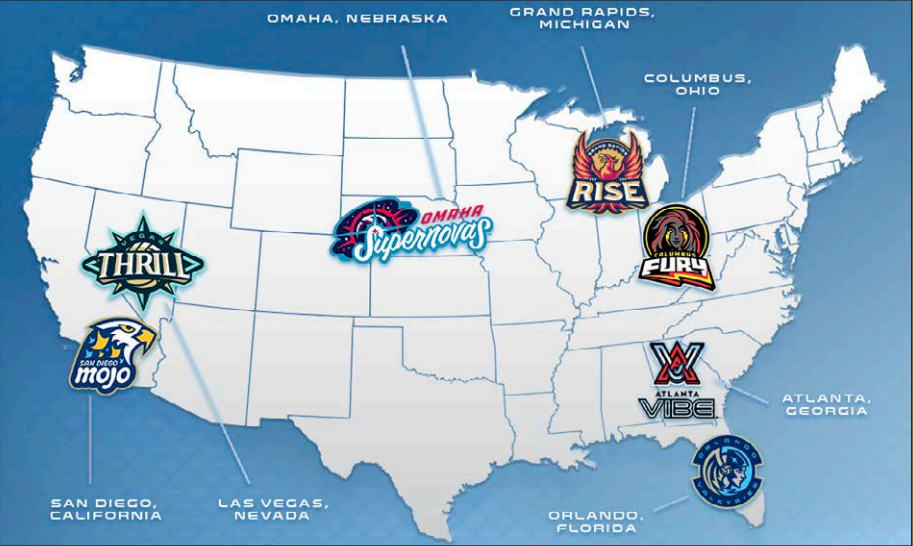 OMAHA, NEBRASKA
GRAND RAPIDS,
MICHIGAN
COLUMBUS,
OHIO
GRAND RAPIDS
RISE
OMAHA
Supernovas
COLUMBUS
FURY
VEGAS
THRILL
SAN DIEGO
mojo
ATLANTA
VIBE
ATLANTA,
GEORGIA
ORLANDO
VALKYRIES
SAN DIEGO,
CALIFORNIA
LAS VEGAS,
NEVADA
ORLANDO,
FLORIDA